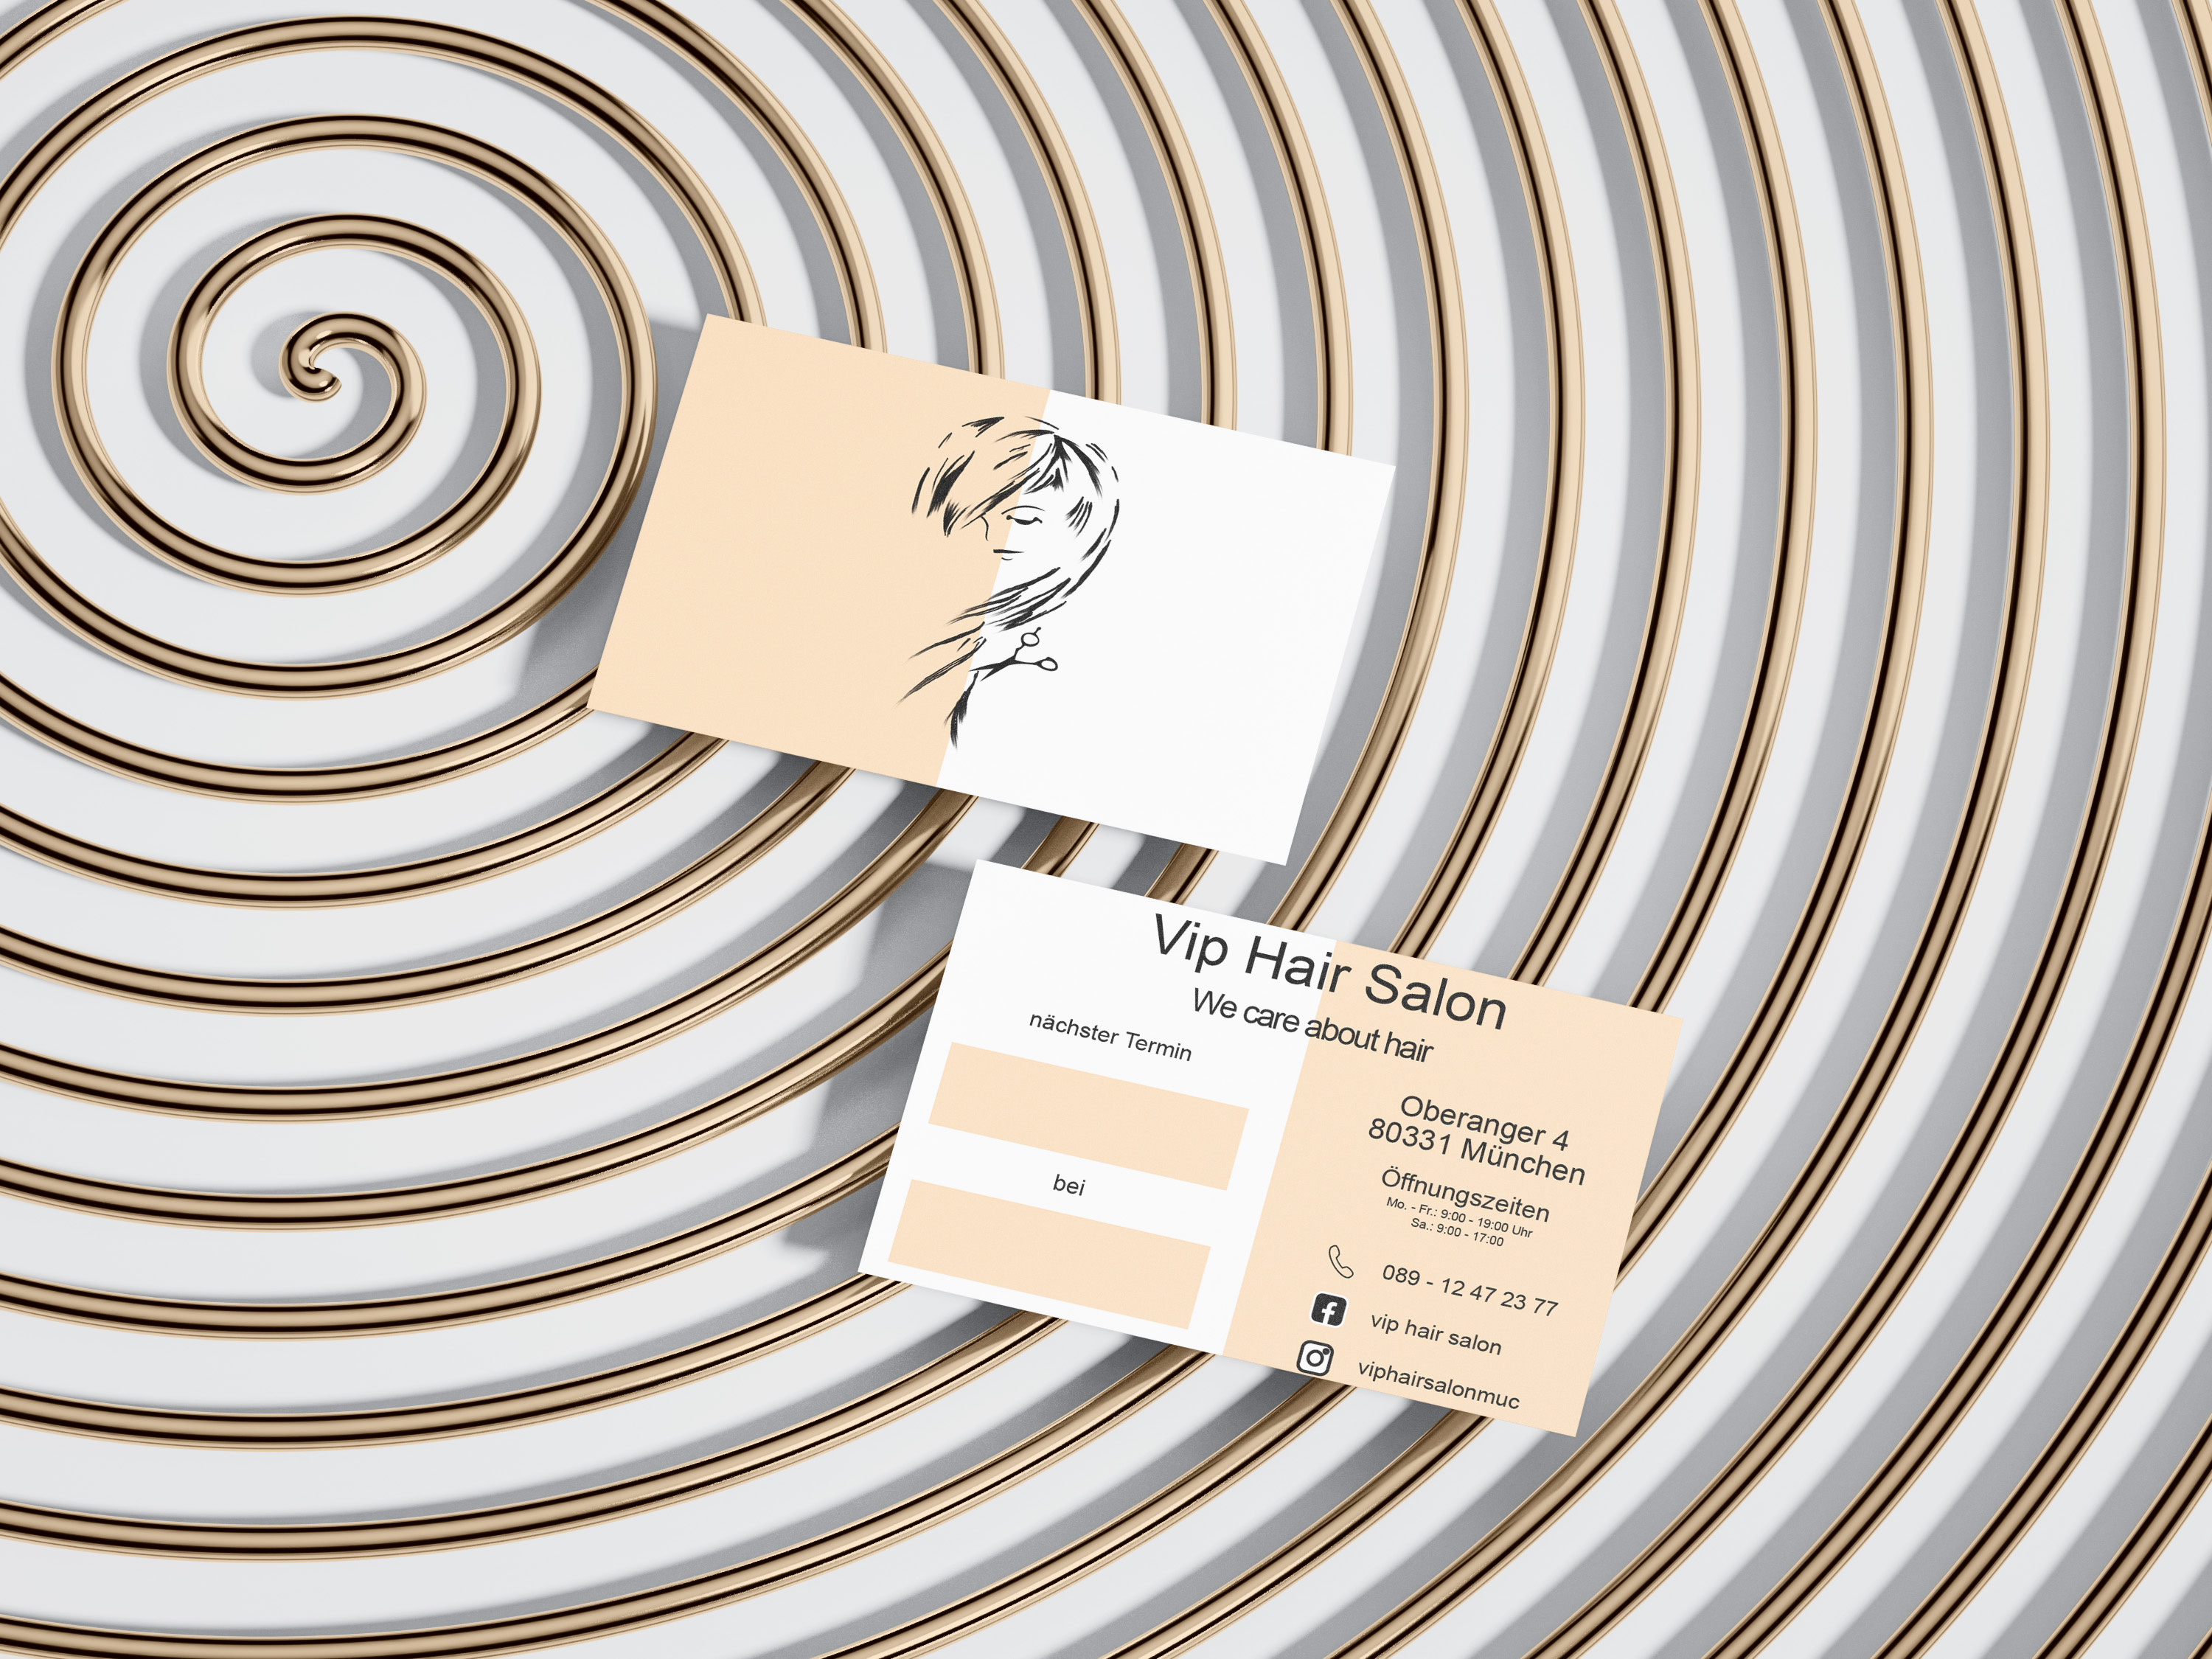 Vip Hair Salon
We care about hair
nächster Termin
bei
Oberanger 4
80331 München
Öffnungszeiten
Mo. - Fr.: 9:00 - 19:00 Uhr
Sa.: 9:00 - 17:00
089 - 12 47 23 77
vip hair salon
viphairsalonmuc